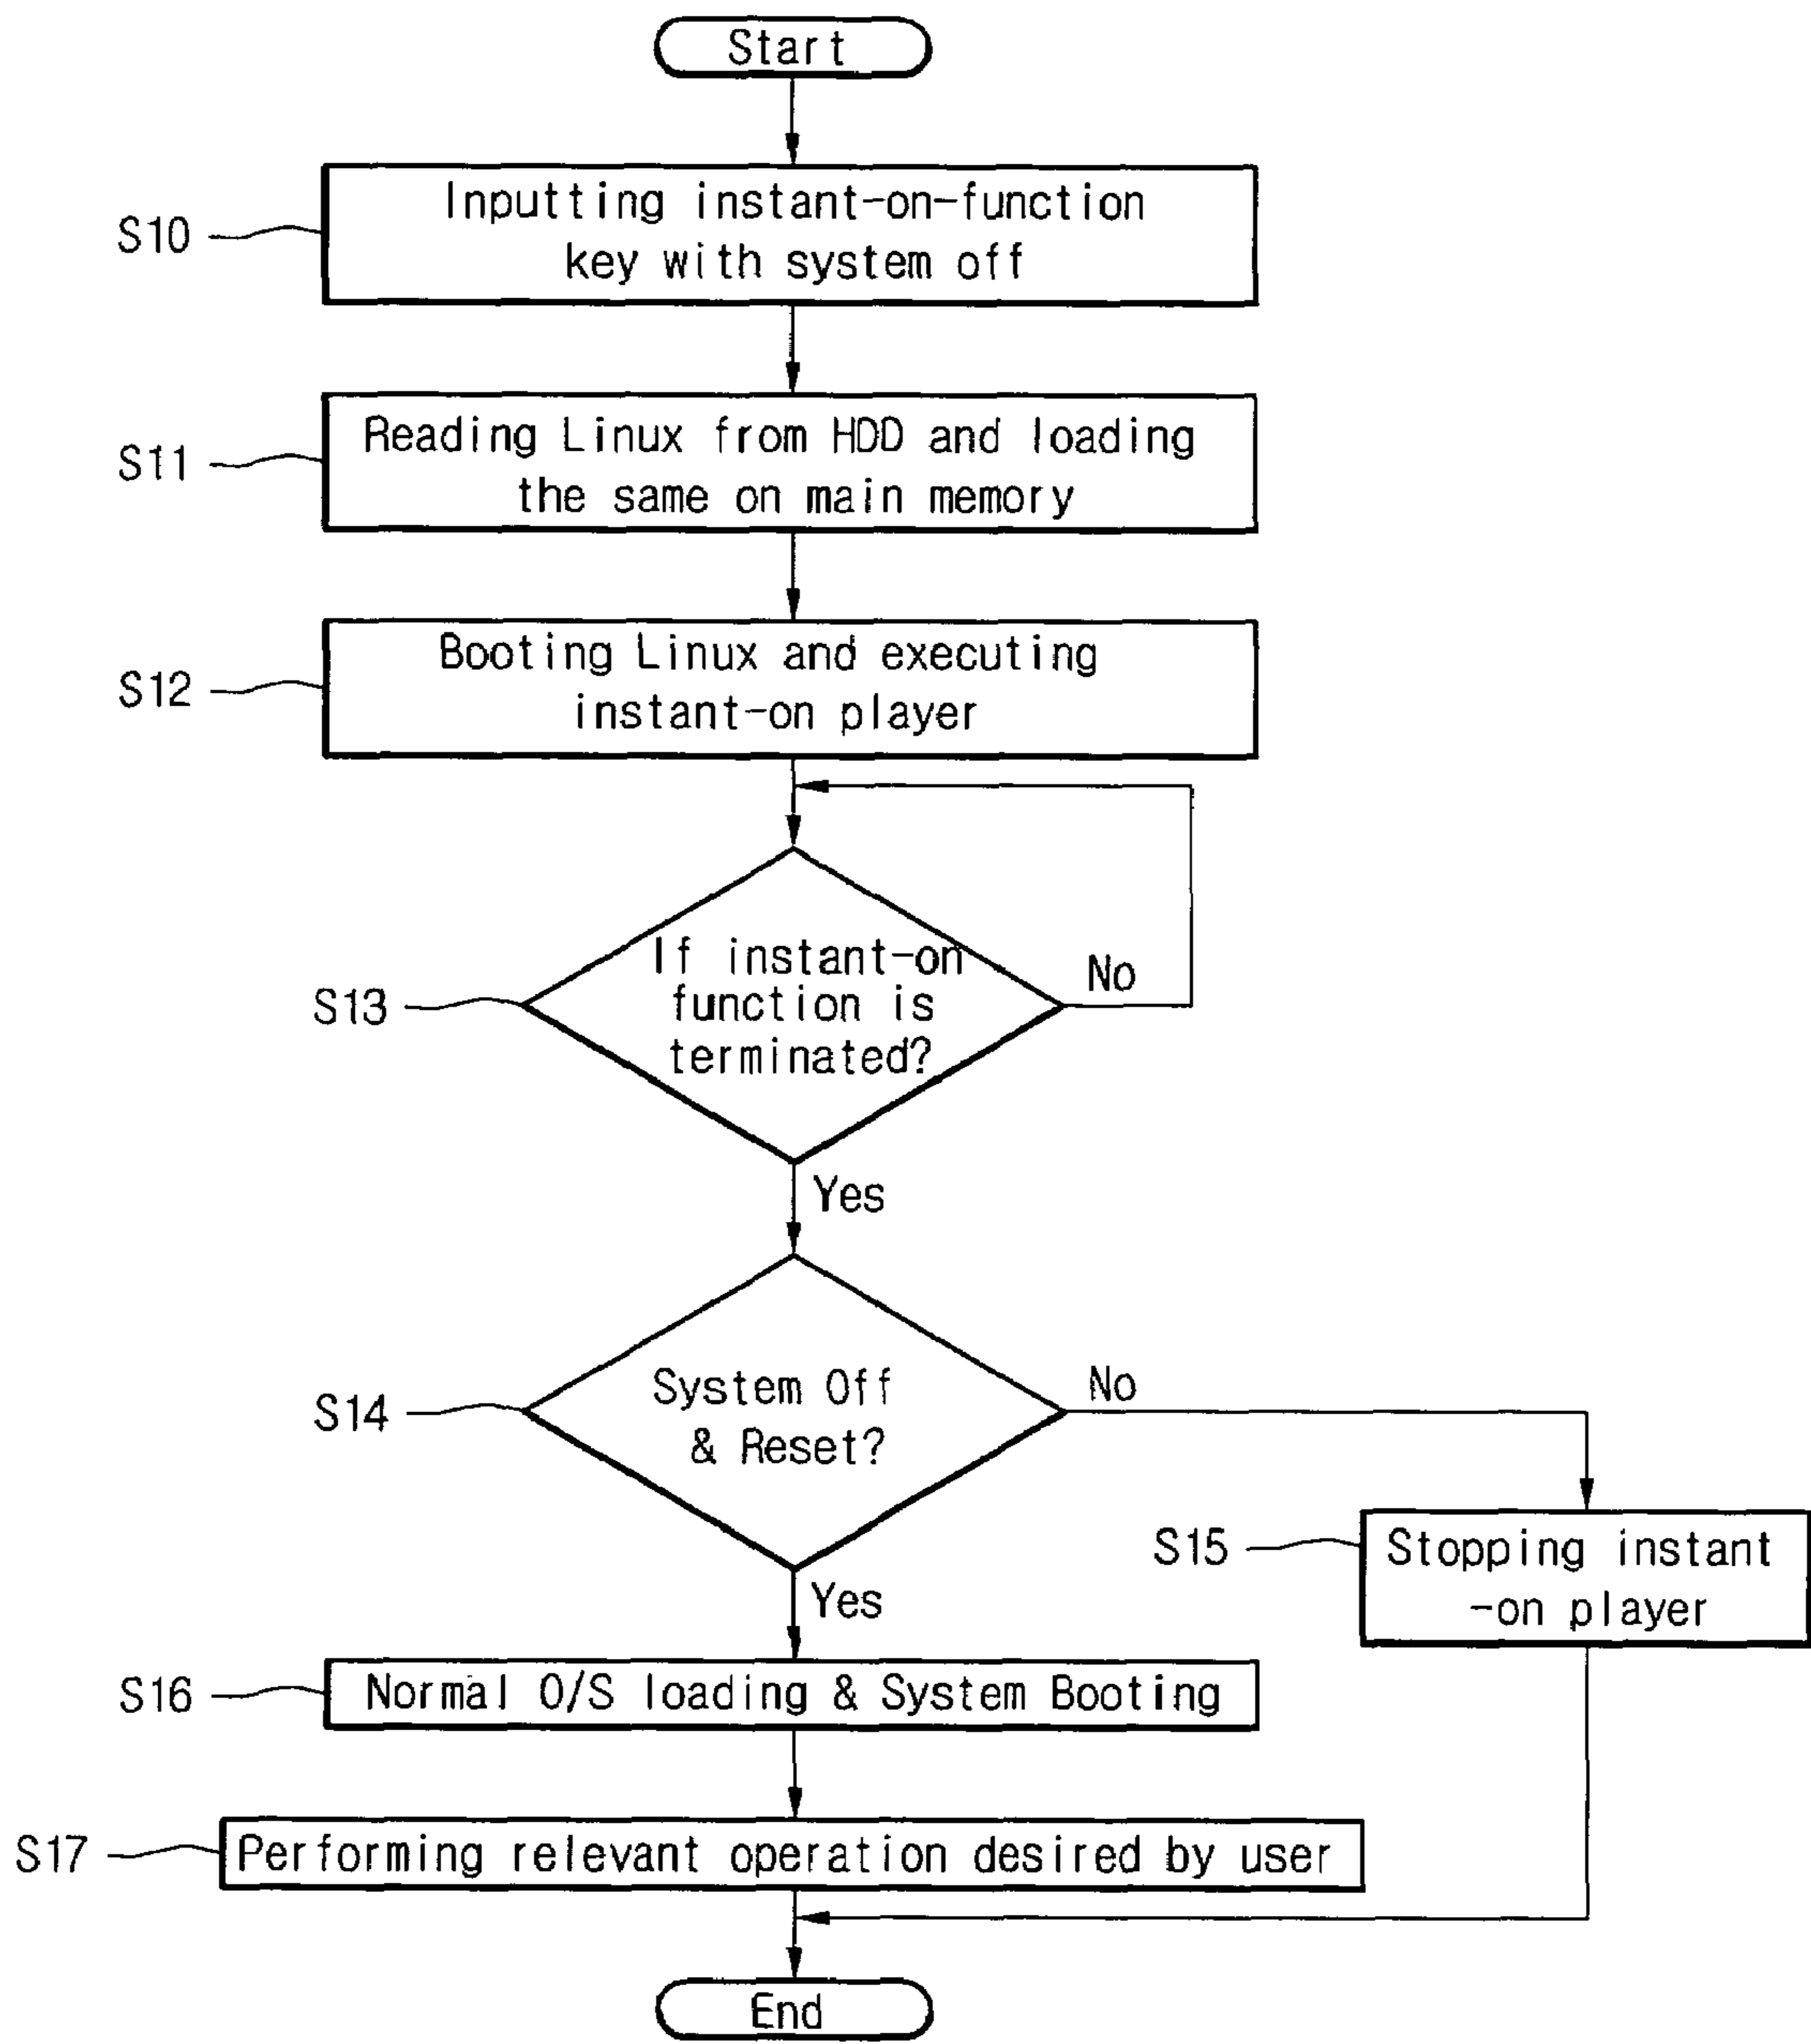 Start
S10
Inputting instant-on-function
key with system off
S11
Reading Linux from HDD and loading
the same on main memory
S12
Booting Linux and executing
instant-on player
S13
If instant-on
function is
terminated?
No
Yes
S14
System Off
& Reset?
No
Yes
S15
Stopping instant
-on player
S16
Normal O/S loading & System Booting
S17
Performing relevant operation desired by user
End